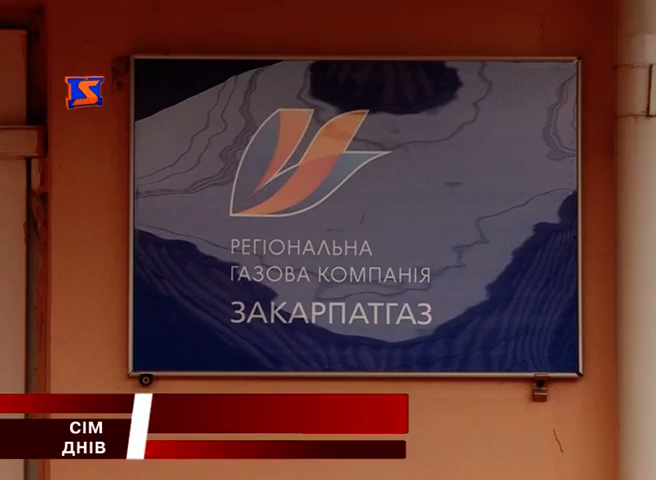 S
РЕГІОНАЛЬНА
ГАЗОВА КОМПАНІЯ
ЗАКАРПАТГАЗ
СІМ
ДНІВ